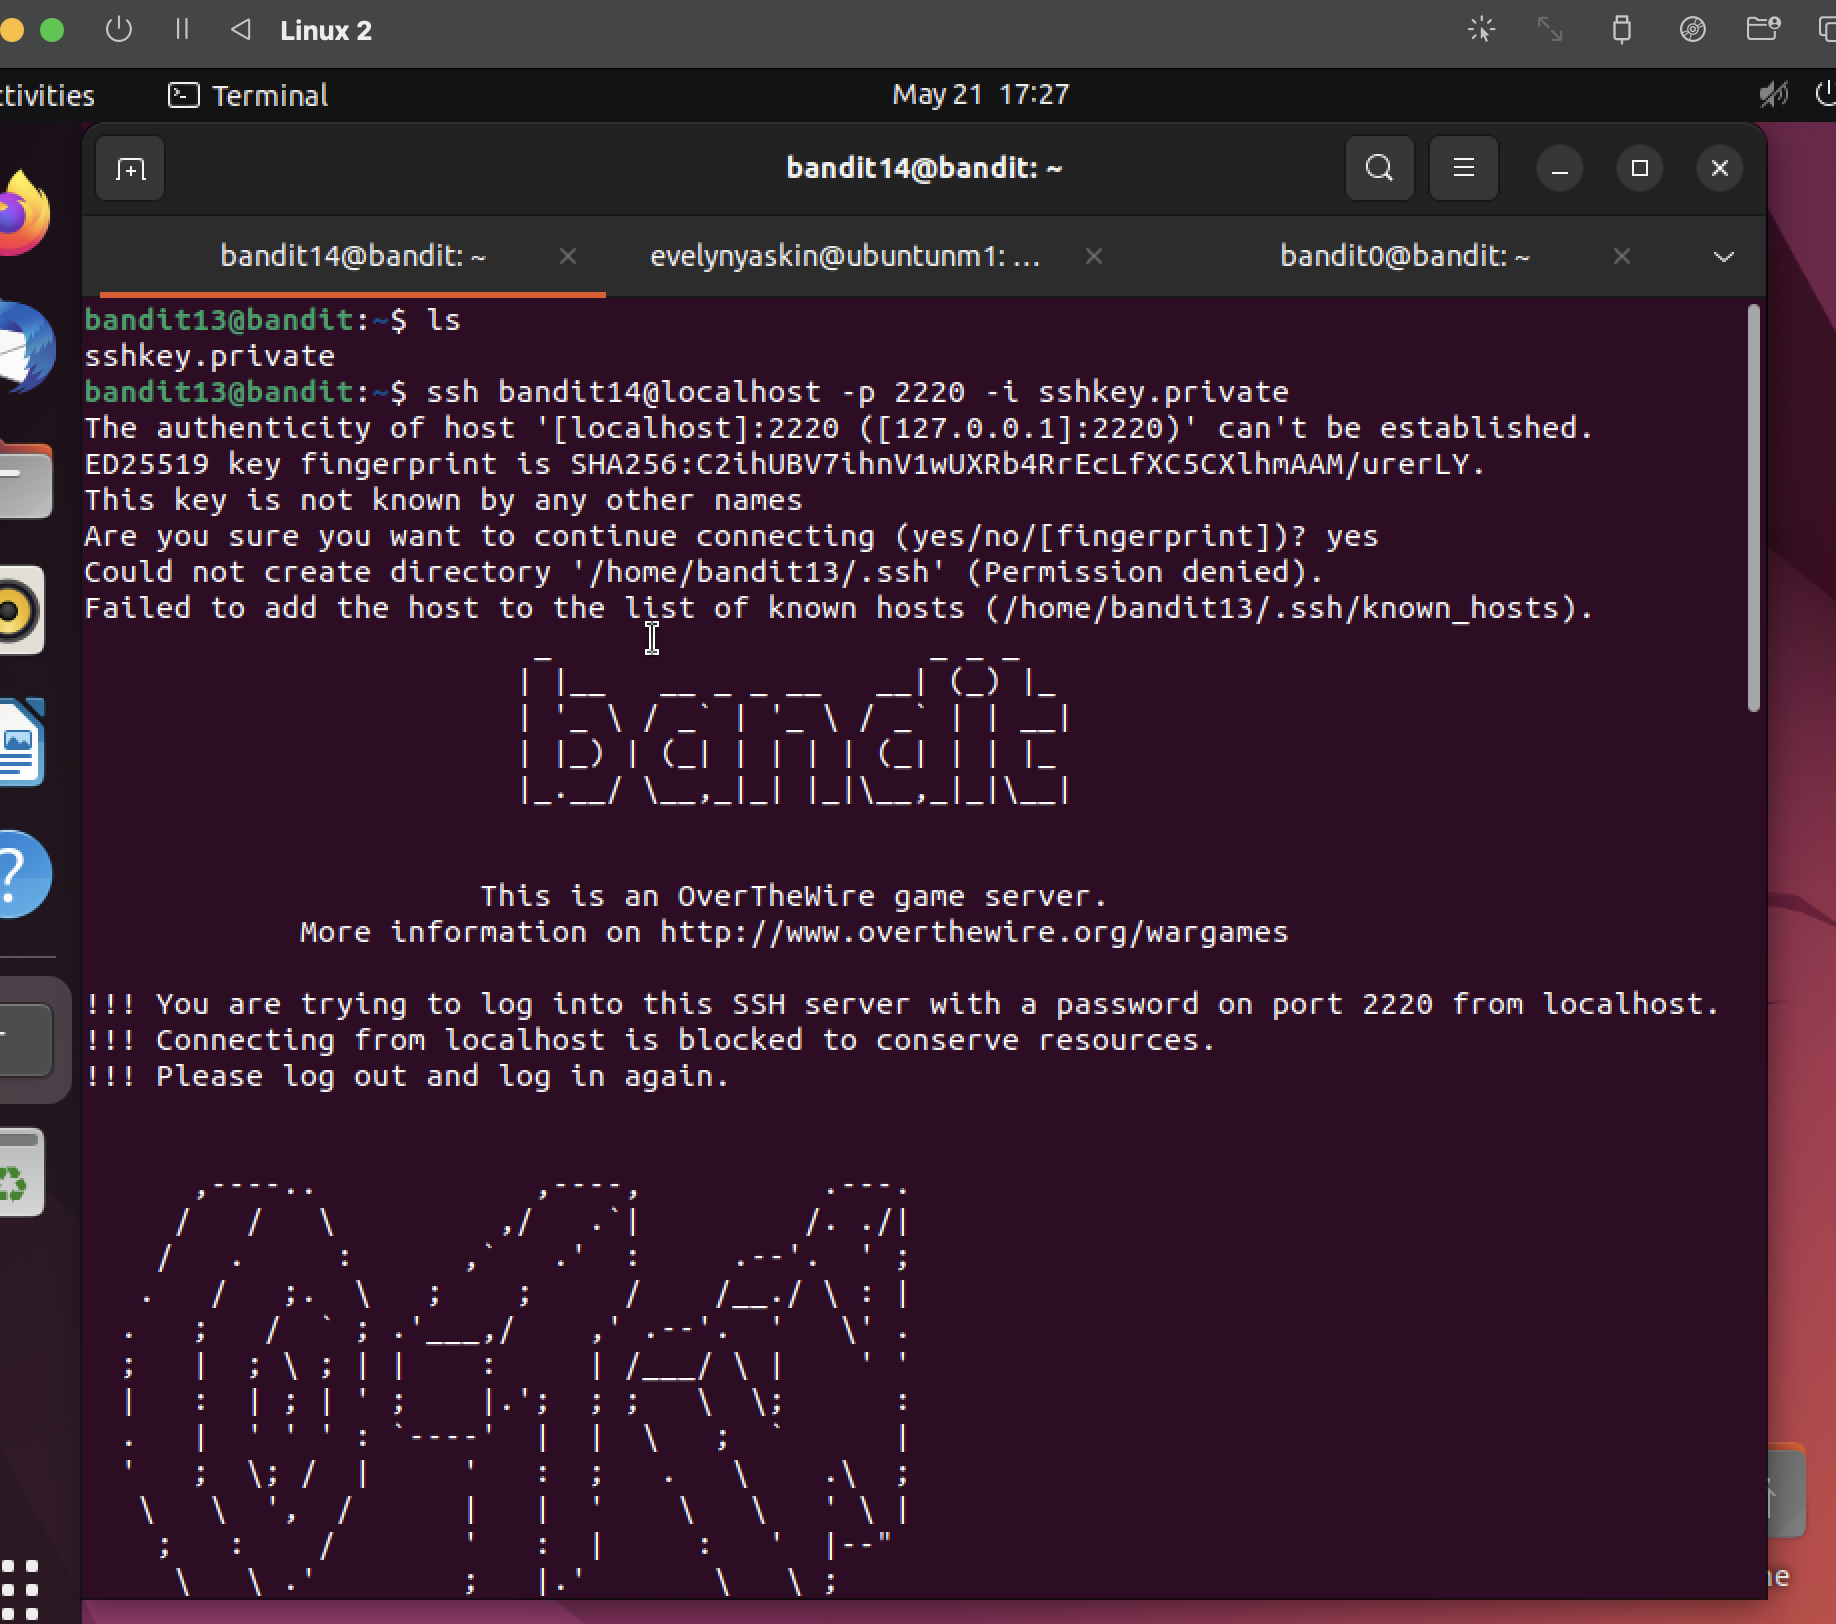 Linux 2
ctivities
Terminal
May 21 17:27
bandit14@bandit: ~
bandit14@bandit: ~
evelynyaskin@ubuntunm1: ...
bandit0@bandit: ~
bandit13@bandit:~$ ls
sshkey.private
bandit13@bandit:~$ ssh bandit14@localhost -p 2220 -i sshkey.private
The authenticity of host '[localhost]:2220 ([127.0.0.1]:2220)' can't be established.
ED25519 key fingerprint is SHA256:C2ihUBV7ihnV1wUXRb4RrEcLfXC5CXlhmAAM/urerLY.
This key is not known by any other names
Are you sure you want to continue connecting (yes/no/[fingerprint])? yes
Could not create directory '/home/bandit13/.ssh' (Permission denied).
Failed to add the host to the list of known hosts (/home/bandit13/.ssh/known_hosts).
bandit
This is an OverTheWire game server.
More information on http://www.overthewire.org/wargames
!!! You are trying to log into this SSH server with a password on port 2220 from localhost.
!!! Connecting from localhost is blocked to conserve resources.
!!! Please log out and log in again.